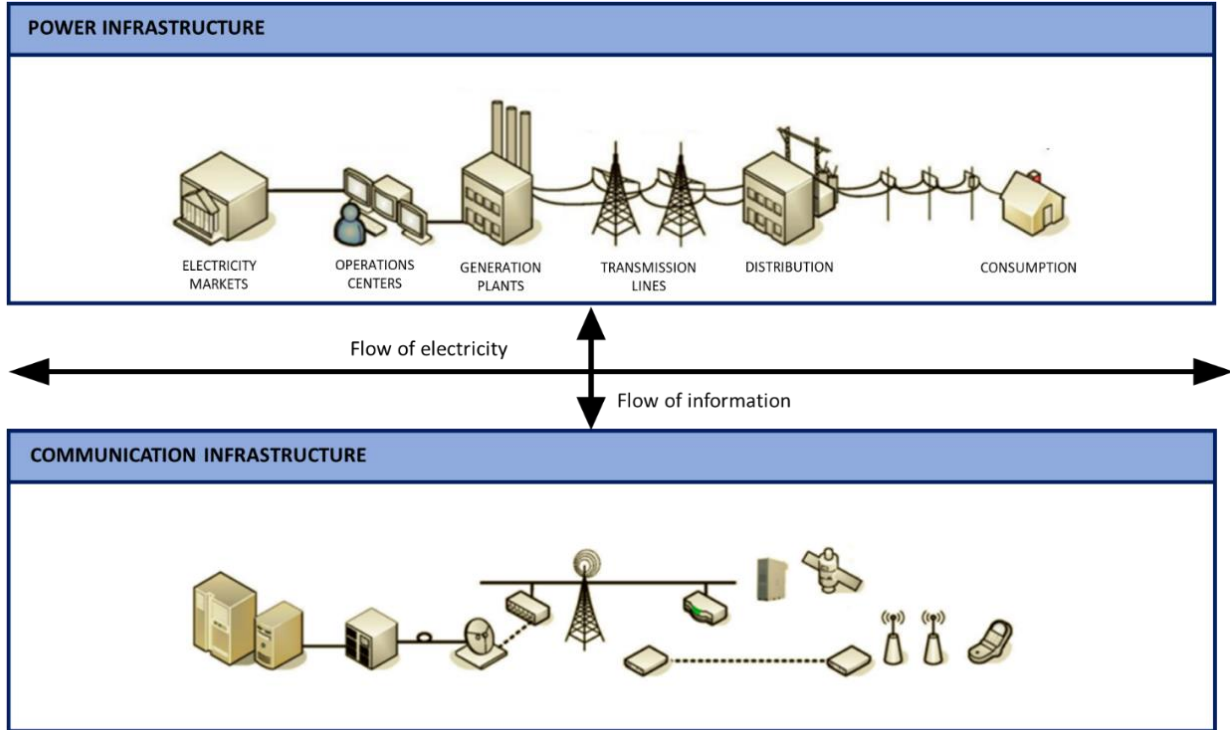 POWER INFRASTRUCTURE
ELECTRICITY
MARKETS
OPERATIONS
CENTERS
GENERATION
PLANTS
TRANSMISSION
LINES
DISTRIBUTION
CONSUMPTION
Flow of electricity
Flow of information
COMMUNICATION INFRASTRUCTURE